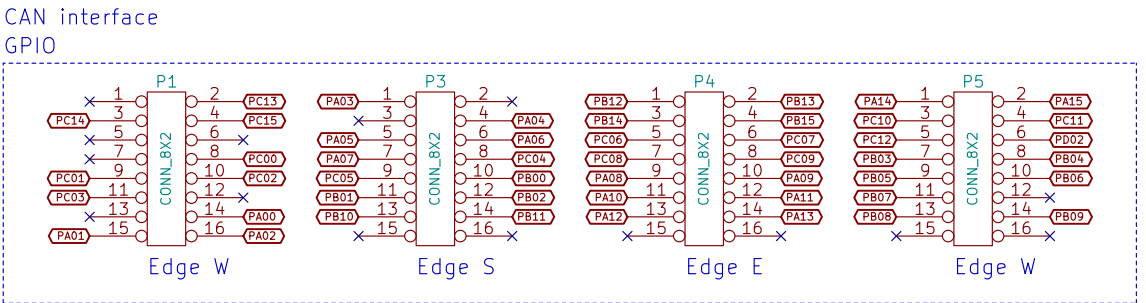 CAN interface
GPIO
P1 P3 P4 P5
1 2 PC13 PA03 1 2 PB12 1 2 PB13 PA14 1 2 PA15
PC14 3 4 PC15 3 4 PA04 PB14 3 4 PB15 PC10 3 4 PC11
5 6 PA05 5 6 PA06 PC06 5 6 PC07 PC12 5 6 PD02
7 8 PC00 PA07 7 8 PC04 PC08 7 8 PC09 PB03 7 8 PB04
PC01 9 10 PC02 PC05 9 10 PB00 PA08 9 10 PA09 PB05 9 10 PB06
PC03 11 12 PB01 11 12 PB02 PA10 11 12 PA11 PB07 11 12
13 14 PA00 PB10 13 14 PB11 PA12 13 14 PA13 PB08 13 14 PB09
PA01 15 16 PA02 15 16 15 16 15 16
CONN_8X2 CONN_8X2 CONN_8X2 CONN_8X2
Edge W Edge S Edge E Edge W